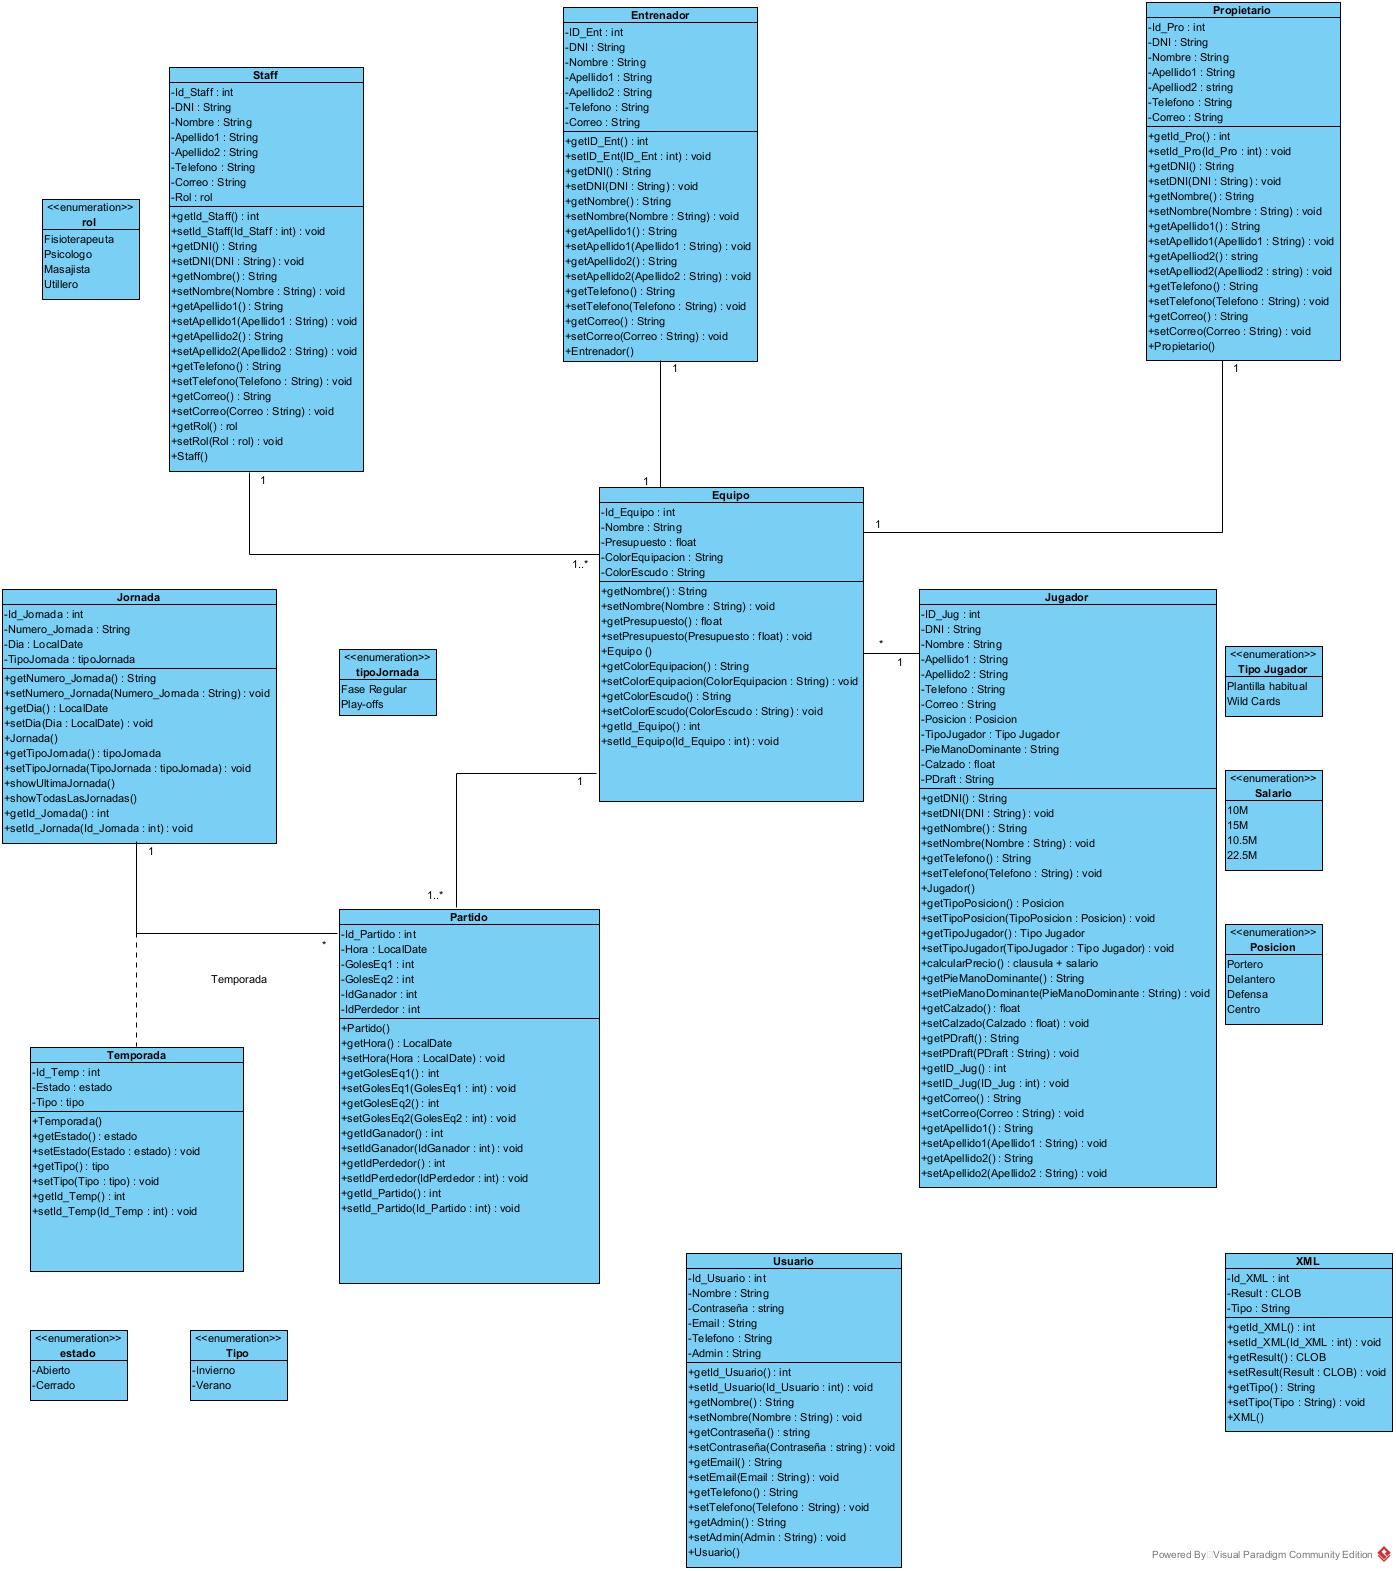 Entrenador
-ID_Ent : int
-DNI : String
-Nombre : String
-Apellido1 : String
-Apellido2 : String
-Telefono : String
-Correo : String
+getID_Ent() : int
+setID_Ent(ID_Ent : int) : void
+getDNI() : String
+setDNI(DNI : String) : void
+getNombre() : String
+setNombre(Nombre : String) : void
+getApellido1() : String
+setApellido1(Apellido1 : String) : void
+getApellido2() : String
+setApellido2(Apellido2 : String) : void
+getTelefono() : String
+setTelefono(Telefono : String) : void
+getCorreo() : String
+setCorreo(Correo : String) : void
+Entrenador()
1
1
Propietario
-Id_Pro : int
-DNI : String
-Nombre : String
-Apellido1 : String
-Apelliod2 : string
-Telefono : String
-Correo : String
+getId_Pro() : int
+setId_Pro(Id_Pro : int) : void
+getDNI() : String
+setDNI(DNI : String) : void
+getNombre() : String
+setNombre(Nombre : String) : void
+getApellido1() : String
+setApellido1(Apellido1 : String) : void
+getApelliod2() : string
+setApelliod2(Apelliod2 : string) : void
+getTelefono() : String
+setTelefono(Telefono : String) : void
+getCorreo() : String
+setCorreo(Correo : String) : void
+Propietario()
1
1
Staff
-Id_Staff : int
-DNI : String
-Nombre : String
-Apellido1 : String
-Apellido2 : String
-Telefono : String
-Correo : String
-Rol : rol
+getId_Staff() : int
+setId_Staff(Id_Staff : int) : void
+getDNI() : String
+setDNI(DNI : String) : void
+getNombre() : String
+setNombre(Nombre : String) : void
+getApellido1() : String
+setApellido1(Apellido1 : String) : void
+getApellido2() : String
+setApellido2(Apellido2 : String) : void
+getTelefono() : String
+setTelefono(Telefono : String) : void
+getCorreo() : String
+setCorreo(Correo : String) : void
+getRol() : rol
+setRol(Rol : rol) : void
+Staff()
1
1..*
<<enumeration>>
rol
Fisioterapeuta
Psicologo
Masajista
Utillero
Equipo
-Id_Equipo : int
-Nombre : String
-Presupuesto : float
-ColorEquipacion : String
-ColorEscudo : String
+getNombre() : String
+setNombre(Nombre : String) : void
+getPresupuesto() : float
+setPresupuesto(Presupuesto : float) : void
+Equipo ()
+getColorEquipacion() : String
+setColorEquipacion(ColorEquipacion : String) : void
+getColorEscudo() : String
+setColorEscudo(ColorEscudo : String) : void
+getId_Equipo() : int
+setId_Equipo(Id_Equipo : int) : void
*
1
1
1..*
Jornada
-Id_Jornada : int
-Numero_Jornada : String
-Dia : LocalDate
-TipoJornada : tipoJornada
+getNumero_Jornada() : String
+setNumero_Jornada(Numero_Jornada : String) : void
+getDia() : LocalDate
+setDia(Dia : LocalDate) : void
+Jornada()
+getTipoJornada() : tipoJornada
+setTipoJornada(TipoJornada : tipoJornada) : void
+showUltimaJornada()
+showTodasLasJornadas()
+getId_Jornada() : int
+setId_Jornada(Id_Jornada : int) : void
1
*
Temporada
<<enumeration>>
tipoJornada
Fase Regular
Play-offs
Jugador
-ID_Jug : int
-DNI : String
-Nombre : String
-Apellido1 : String
-Apellido2 : String
-Telefono : String
-Correo : String
-Posicion : Posicion
-TipoJugador : Tipo Jugador
-PieManoDominante : String
-Calzado : float
-PDraft : String
+getDNI() : String
+setDNI(DNI : String) : void
+getNombre() : String
+setNombre(Nombre : String) : void
+getTelefono() : String
+setTelefono(Telefono : String) : void
+Jugador()
+getTipoPosicion() : Posicion
+setTipoPosicion(TipoPosicion : Posicion) : void
+getTipoJugador() : Tipo Jugador
+setTipoJugador(TipoJugador : Tipo Jugador) : void
+calcularPrecio() : clausula + salario
+getPieManoDominante() : String
+setPieManoDominante(PieManoDominante : String) : void
+getCalzado() : float
+setCalzado(Calzado : float) : void
+getPDraft() : String
+setPDraft(PDraft : String) : void
+getID_Jug() : int
+setID_Jug(ID_Jug : int) : void
+getCorreo() : String
+setCorreo(Correo : String) : void
+getApellido1() : String
+setApellido1(Apellido1 : String) : void
+getApellido2() : String
+setApellido2(Apellido2 : String) : void
<<enumeration>>
Tipo Jugador
Plantilla habitual
Wild Cards
<<enumeration>>
Salario
10M
15M
10.5M
22.5M
<<enumeration>>
Posicion
Portero
Delantero
Defensa
Centro
Partido
-Id_Partido : int
-Hora : LocalDate
-GolesEq1 : int
-GolesEq2 : int
-IdGanador : int
-IdPerdedor : int
+Partido()
+getHora() : LocalDate
+setHora(Hora : LocalDate) : void
+getGolesEq1() : int
+setGolesEq1(GolesEq1 : int) : void
+getGolesEq2() : int
+setGolesEq2(GolesEq2 : int) : void
+getIdGanador() : int
+setIdGanador(IdGanador : int) : void
+getIdPerdedor() : int
+setIdPerdedor(IdPerdedor : int) : void
+getId_Partido() : int
+setId_Partido(Id_Partido : int) : void
Temporada
-Id_Temp : int
-Estado : estado
-Tipo : tipo
+Temporada()
+getEstado() : estado
+setEstado(Estado : estado) : void
+getTipo() : tipo
+setTipo(Tipo : tipo) : void
+getId_Temp() : int
+setId_Temp(Id_Temp : int) : void
<<enumeration>>
estado
-Abierto
-Cerrado
<<enumeration>>
Tipo
-Invierno
-Verano
Usuario
-Id_Usuario : int
-Nombre : String
-Contraseña : string
-Email : String
-Telefono : String
-Admin : String
+getId_Usuario() : int
+setId_Usuario(Id_Usuario : int) : void
+getNombre() : String
+setNombre(Nombre : String) : void
+getContraseña() : string
+setContraseña(Contraseña : string) : void
+getEmail() : String
+setEmail(Email : String) : void
+getTelefono() : String
+setTelefono(Telefono : String) : void
+getAdmin() : String
+setAdmin(Admin : String) : void
+Usuario()
XML
-Id_XML : int
-Result : CLOB
-Tipo : String
+getId_XML() : int
+setId_XML(Id_XML : int) : void
+getResult() : CLOB
+setResult(Result : CLOB) : void
+getTipo() : String
+setTipo(Tipo : String) : void
+XML()
Powered By Visual Paradigm Community Edition